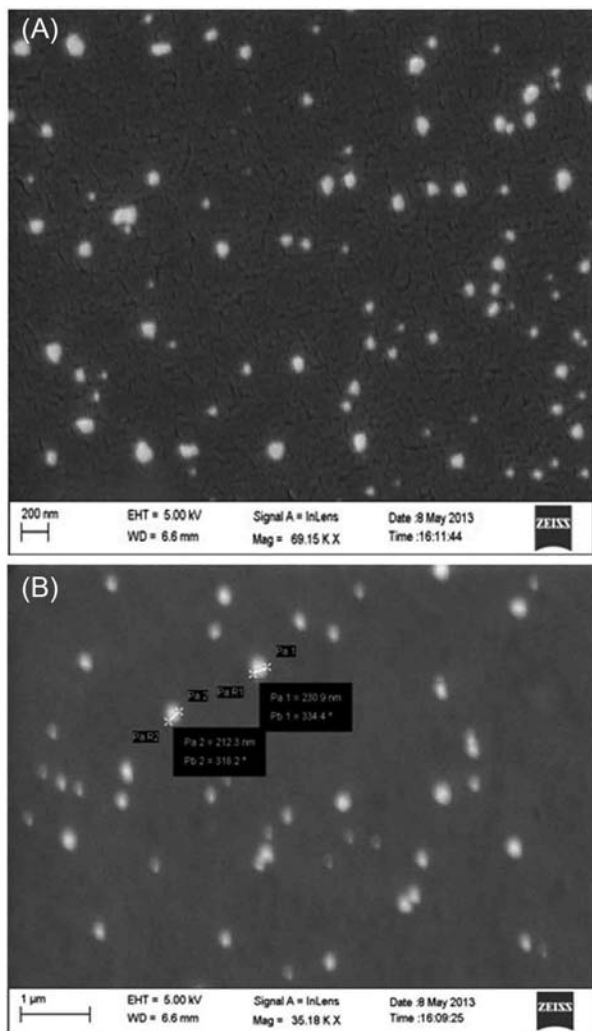 (A)
200 nm
EHT = 5.00 kV
Signal A = InLens
Date :8 May 2013
ZEISS
WD = 6.6 mm
Mag = 69.15 K X
Time :16:11:44
(B)
Pa 1
Pa R1
Pa 2
Pa R2
Pa 1 = 230.9 nm
Pb 1 = 334.4 °
Pa 2 = 212.3 nm
Pb 2 = 318.2 °
1 µm
EHT = 5.00 kV
Signal A = InLens
Date :8 May 2013
ZEISS
WD = 6.6 mm
Mag = 35.18 K X
Time :16:09:25